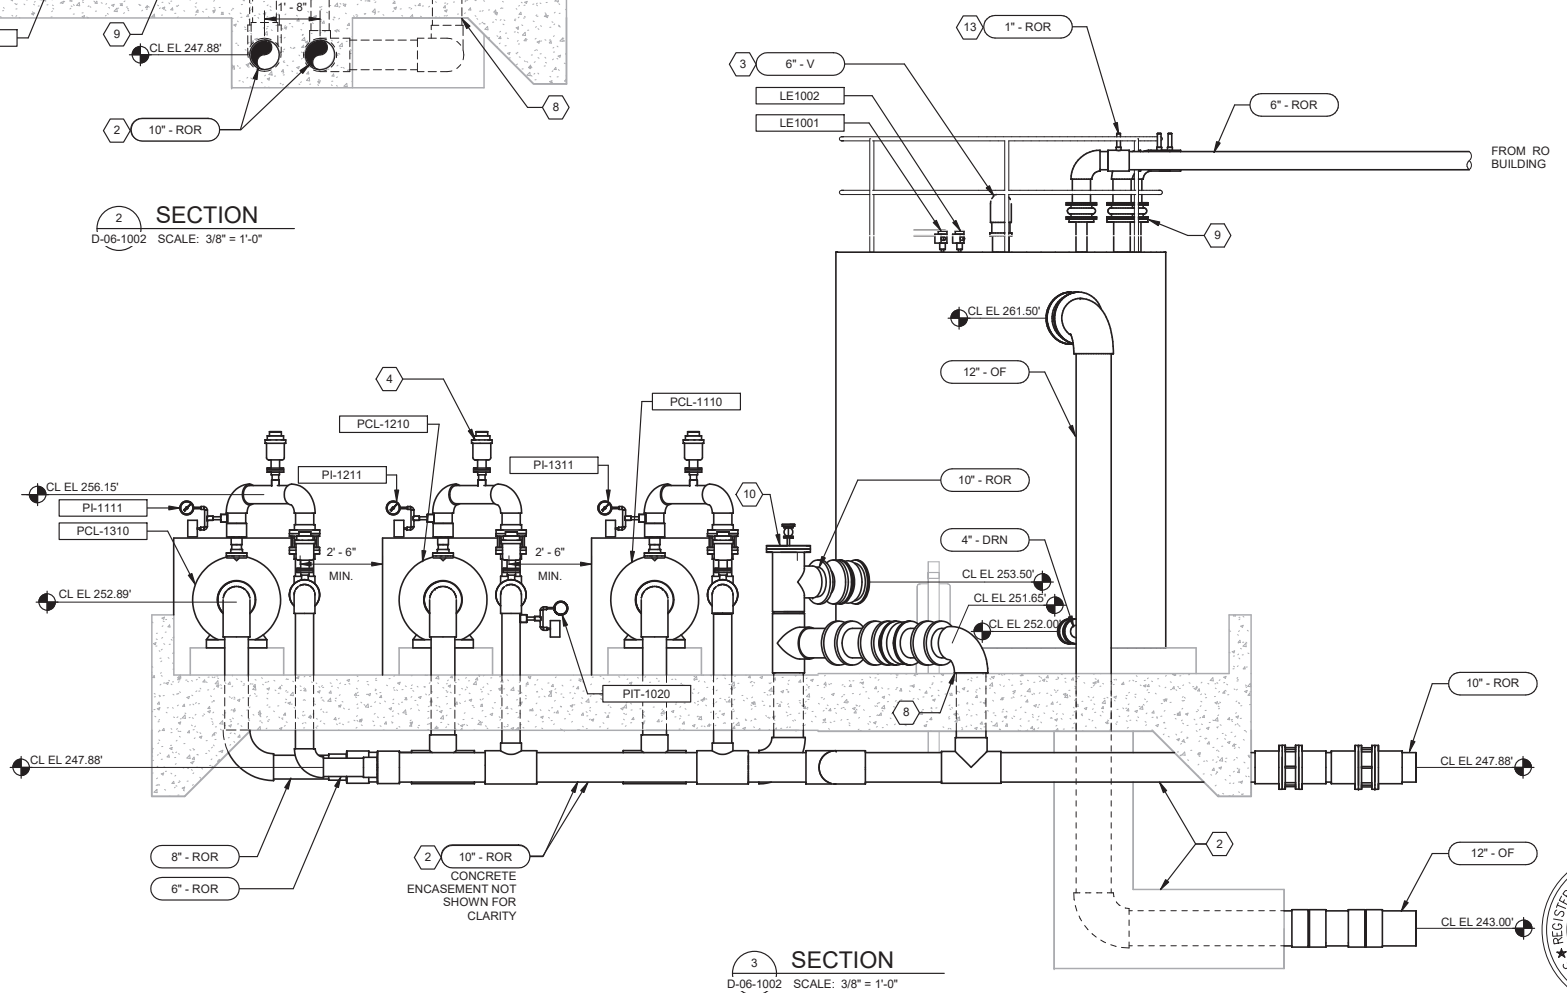 1' - 8"
9
CL EL 247.88'
8
2 10" - ROR
2
SECTION
D-06-1002 SCALE: 3/8" = 1'-0"
13 1" - ROR
3 6" - V
LE1002
LE1001
6" - ROR
FROM RO
BUILDING
9
CL EL 261.50'
12" - OF
4
PCL-1110
PCL-1210
PI-1311
PI-1211
CL EL 256.15'
PI-1111
PCL-1310
10
10" - ROR
2' - 6"
MIN.
2' - 6"
MIN.
4" - DRN
CL EL 253.50'
CL EL 252.89'
CL EL 251.65'
CL EL 252.00'
PIT-1020
8
10" - ROR
CL EL 247.88'
CL EL 247.88'
8" - ROR
6" - ROR
2 10" - ROR
CONCRETE
ENCASEMENT NOT
SHOWN FOR
CLARITY
2
12" - OF
CL EL 243.00'
3
SECTION
D-06-1002 SCALE: 3/8" = 1'-0"
REGISTE